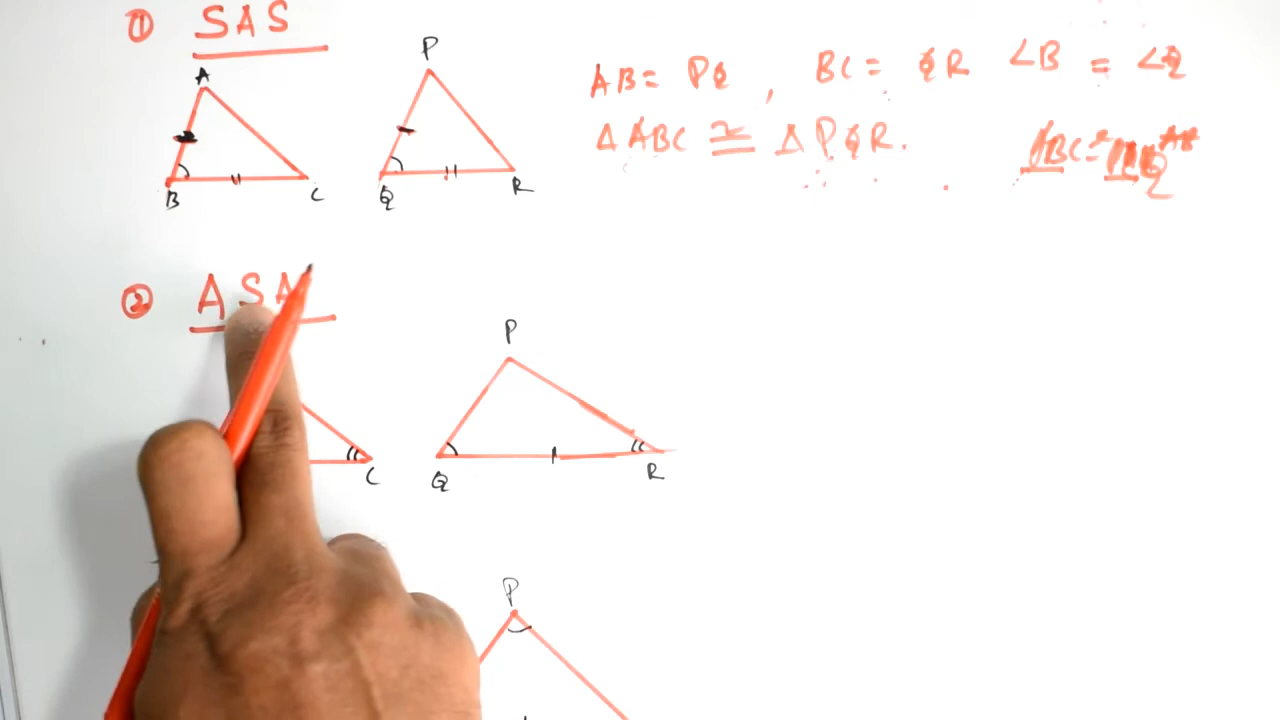 ① SAS
A
P
B
C
Q
R
AB = PQ , BC = QR ∠B = ∠Q
△ABC ≅ △PQR.
② ASA
P
C
Q
R
P